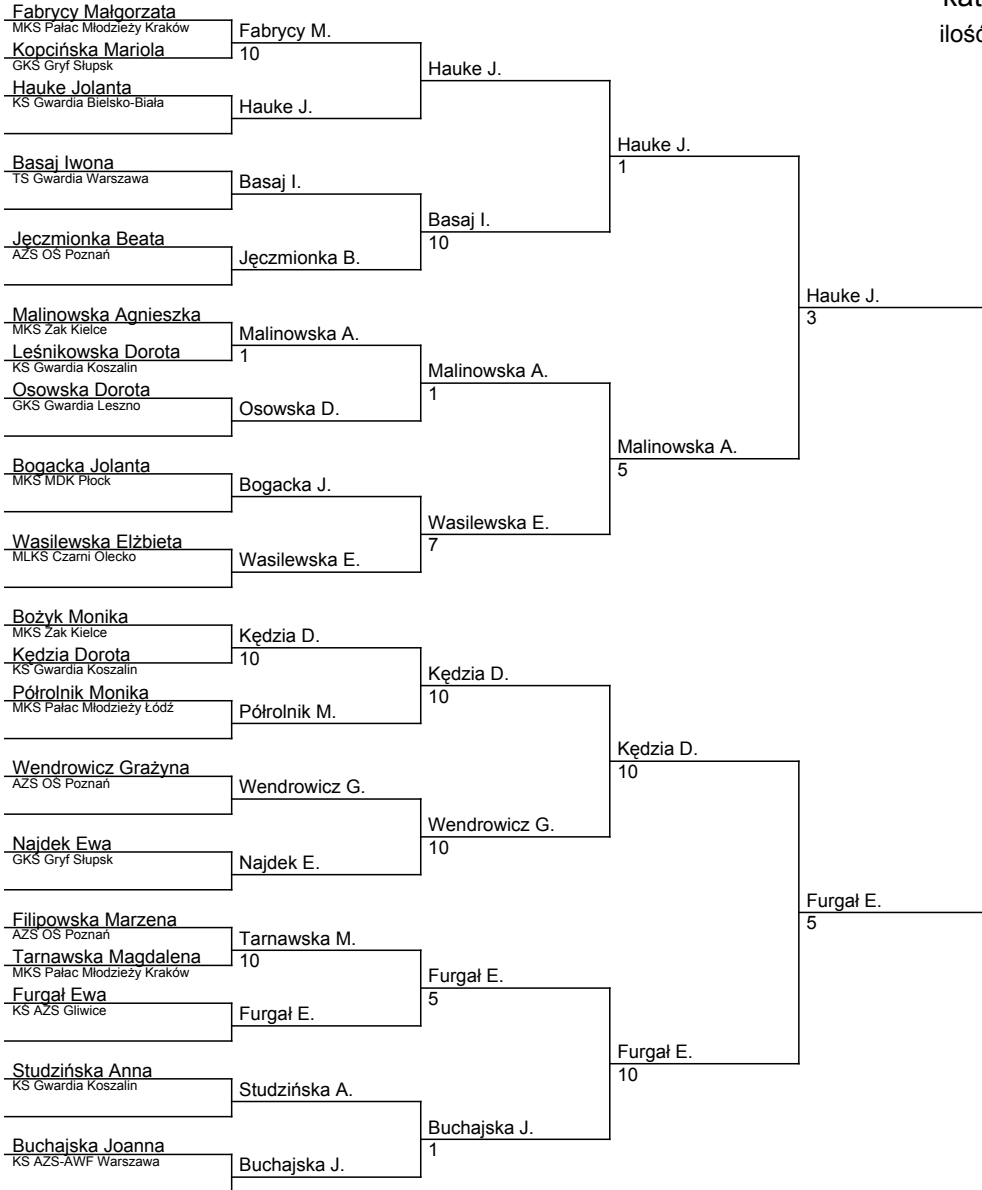 Fabrycy Małgorzata
MKS Pałac Młodzieży Kraków
Kopcińska Mariola
GKS Gryf Słupsk
Hauke Jolanta
KS Gwardia Bielsko-Biała
Basaj Iwona
TS Gwardia Warszawa
Jęczmionka Beata
AZS OŚ Poznań
Malinowska Agnieszka
MKS Żak Kielce
Leśnikowska Dorota
KS Gwardia Koszalin
Osowska Dorota
GKS Gwardia Leszno
Bogacka Jolanta
MKS MDK Płock
Wasilewska Elżbieta
MLKS Czarni Olecko
Bożyk Monika
MKS Żak Kielce
Kędzia Dorota
KS Gwardia Koszalin
Półrolnik Monika
MKS Pałac Młodzieży Łódź
Wendrowicz Grażyna
AZS OŚ Poznań
Najdek Ewa
GKS Gryf Słupsk
Filipowska Marzena
AZS OŚ Poznań
Tarnawska Magdalena
MKS Pałac Młodzieży Kraków
Furgał Ewa
KŚ AZS Gliwice
Studzińska Anna
KS Gwardia Koszalin
Buchajska Joanna
KS AZS-AWF Warszawa
Fabrycy M.
10
Hauke J.
Basaj I.
Jęczmionka B.
Malinowska A.
1
Osowska D.
Bogacka J.
Wasilewska E.
Kędzia D.
10
Półrolnik M.
Wendrowicz G.
Najdek E.
Tarnawska M.
10
Furgał E.
Studzińska A.
Buchajska J.
Hauke J.
Basaj I.
10
Malinowska A.
1
Wasilewska E.
7
Kędzia D.
10
Wendrowicz G.
10
Furgał E.
5
Buchajska J.
1
Hauke J.
1
Malinowska A.
5
Kędzia D.
10
Furgał E.
10
Hauke J.
3
Furgał E.
5